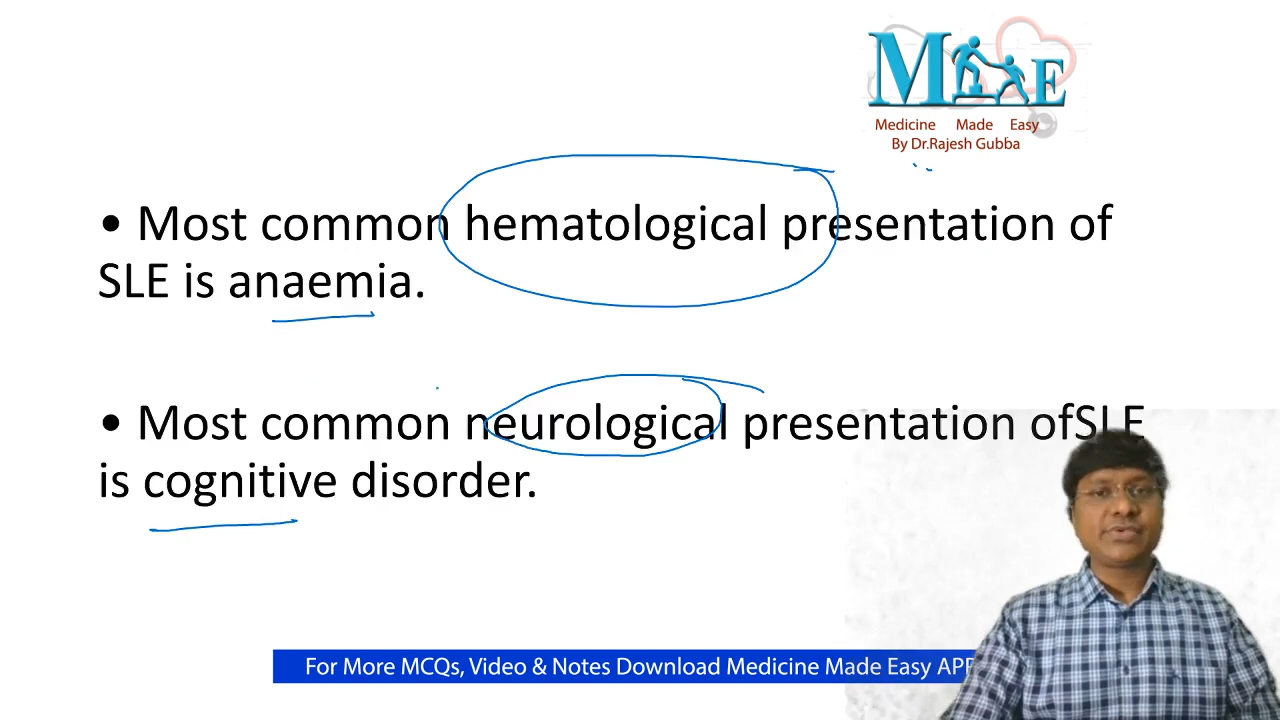 M E
Medicine Made Easy
By Dr.Rajesh Gubba
• Most common hematological presentation of
SLE is anaemia.
• Most common neurological presentation ofSLE
is cognitive disorder.
For More MCQs, Video & Notes Download Medicine Made Easy APP